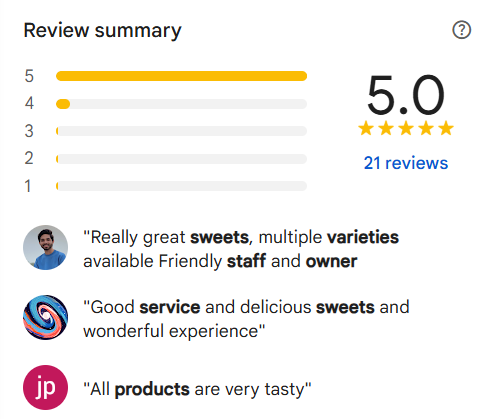 Review summary
5
4
3
2
1
5.0
21 reviews
"Really great sweets, multiple varieties
available Friendly staff and owner
"Good service and delicious sweets and
wonderful experience"
jp
"All products are very tasty"